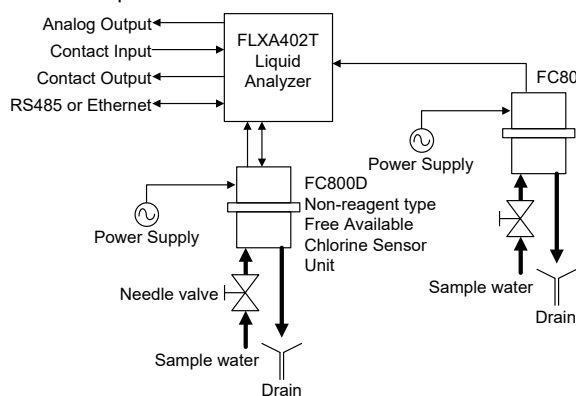 Analog Output
Contact Input
Contact Output
RS485 or Ethernet
FLXA402T
Liquid
Analyzer
FC80
Power Supply
FC800D
Non-reagent type
Free Available
Chlorine Sensor
Unit
Power Supply
Needle valve
Sample water
Drain
Sample water
Drain